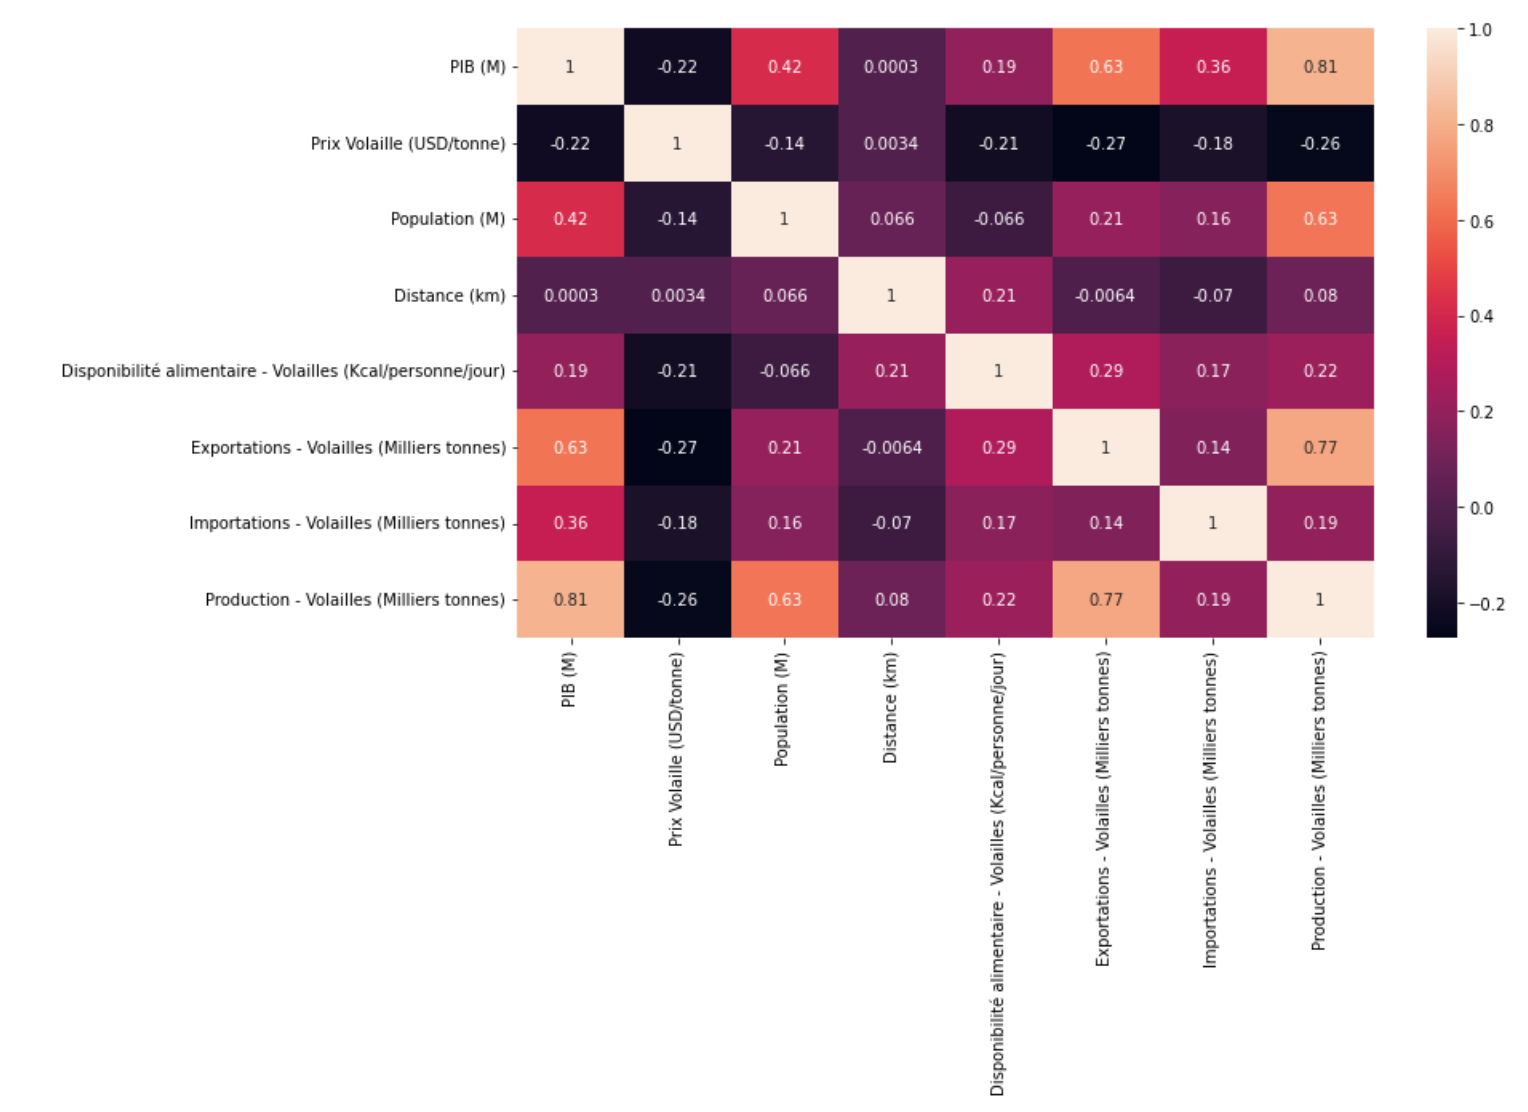 PIB (M) 1 -0.22 0.42 0.0003 0.19 0.63 0.36 0.81
Prix Volaille (USD/tonne) -0.22 1 -0.14 0.0034 -0.21 -0.27 -0.18 -0.26
Population (M) 0.42 -0.14 1 0.066 -0.066 0.21 0.16 0.63
Distance (km) 0.0003 0.0034 0.066 1 0.21 -0.0064 -0.07 0.08
Disponibilité alimentaire - Volailles (Kcal/personne/jour) 0.19 -0.21 -0.066 0.21 1 0.29 0.17 0.22
Exportations - Volailles (Milliers tonnes) 0.63 -0.27 0.21 -0.0064 0.29 1 0.14 0.77
Importations - Volailles (Milliers tonnes) 0.36 -0.18 0.16 -0.07 0.17 0.14 1 0.19
Production - Volailles (Milliers tonnes) 0.81 -0.26 0.63 0.08 0.22 0.77 0.19 1
PIB (M)
Prix Volaille (USD/tonne)
Population (M)
Distance (km)
Disponibilité alimentaire - Volailles (Kcal/personne/jour)
Exportations - Volailles (Milliers tonnes)
Importations - Volailles (Milliers tonnes)
Production - Volailles (Milliers tonnes)
1.0
0.8
0.6
0.4
0.2
0.0
−0.2